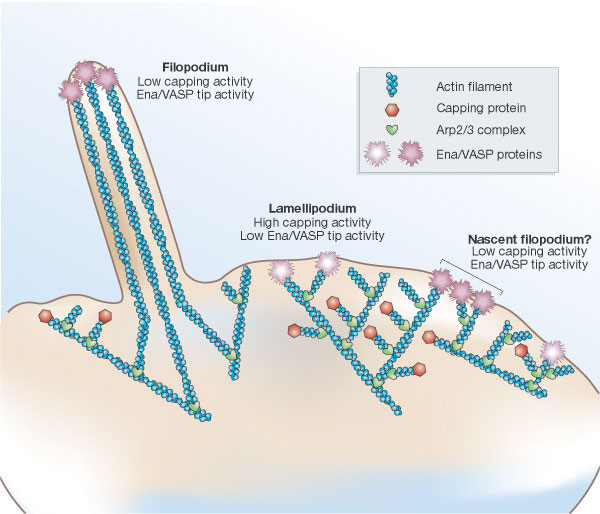 Filopodium
Low capping activity
Ena/VASP tip activity
Actin filament
Capping protein
Arp2/3 complex
Ena/VASP proteins
Lamellipodium
High capping activity
Low Ena/VASP tip activity
Nascent filopodium?
Low capping activity
Ena/VASP tip activity